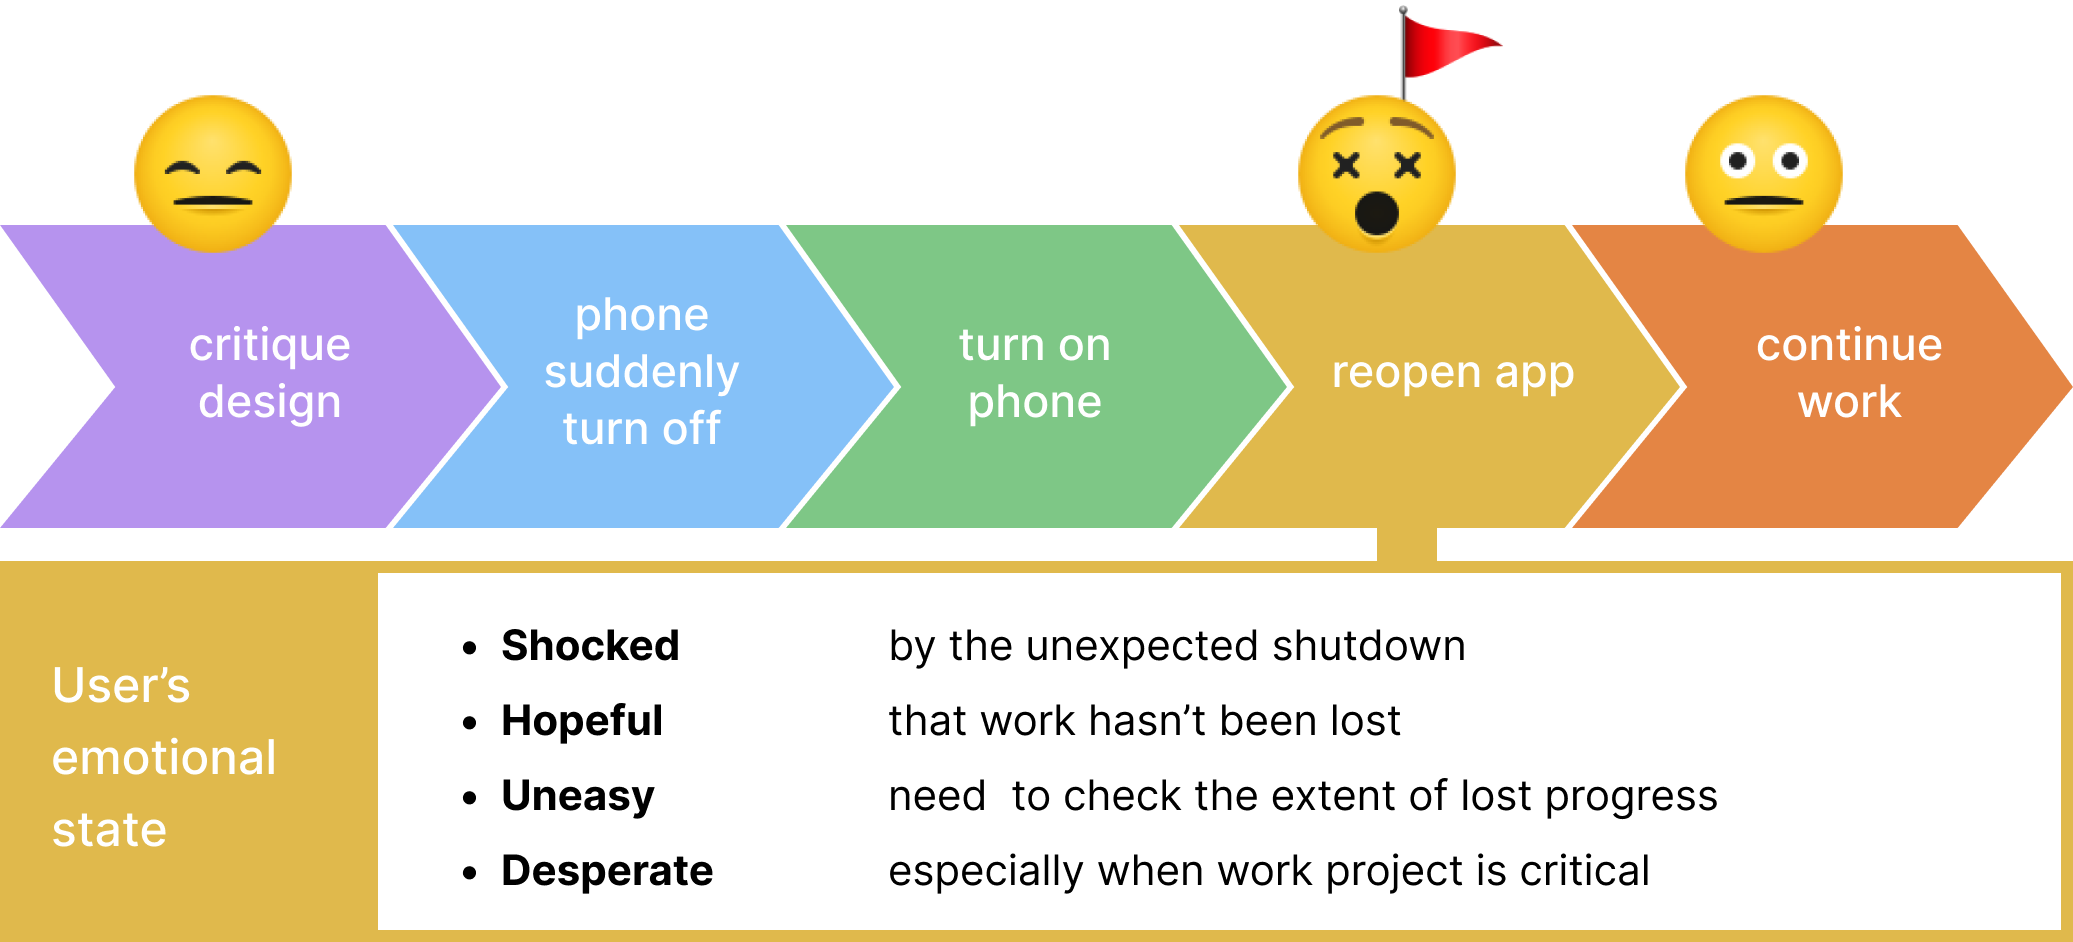 critique
design
phone
suddenly
turn off
turn on
phone
reopen app
continue
work
User’s
emotional
state
• Shocked by the unexpected shutdown
• Hopeful that work hasn’t been lost
• Uneasy need  to check the extent of lost progress
• Desperate especially when work project is critical